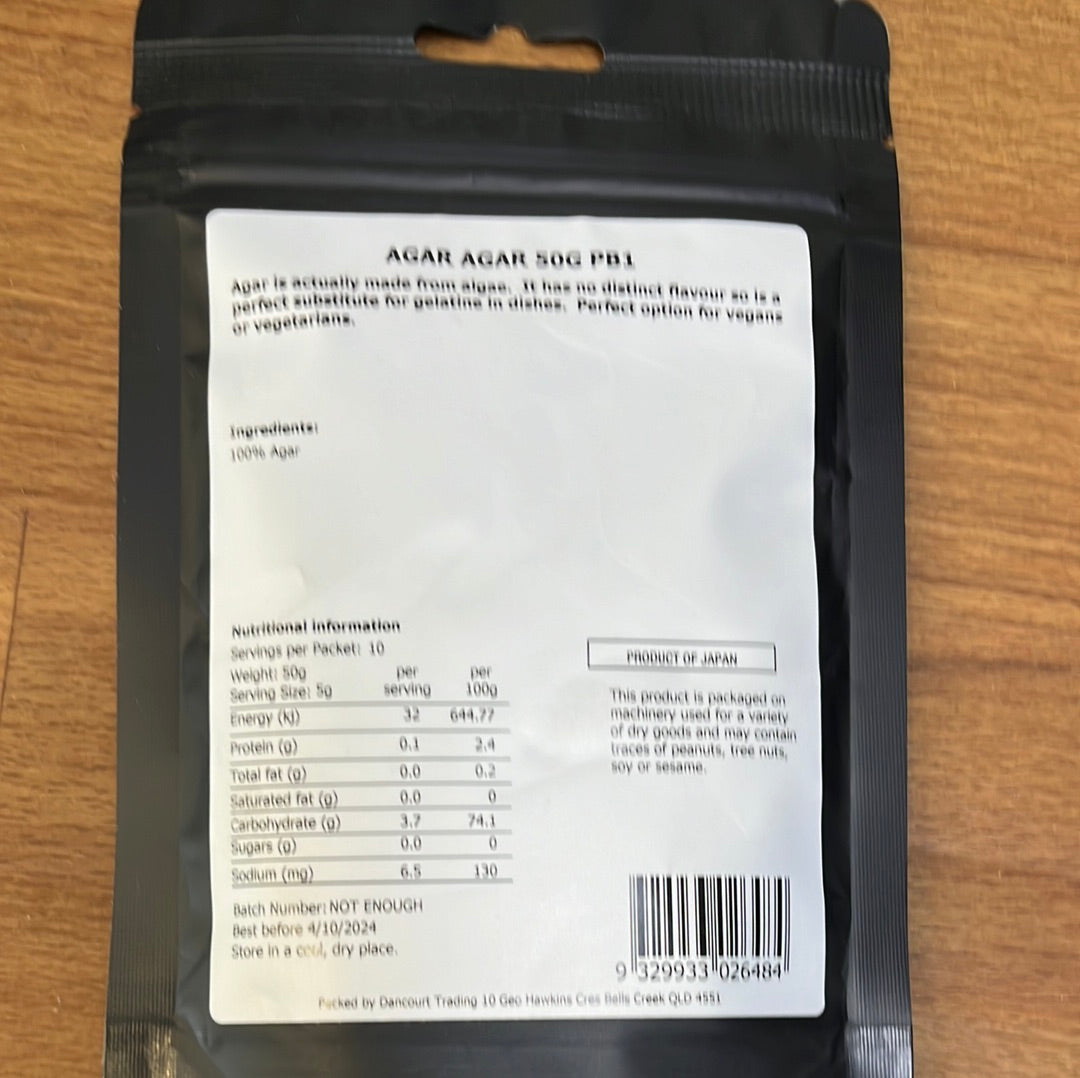 AGAR AGAR 50G PB1
Agar is actually made from algae. It has no distinct flavour so is a
perfect substitute for gelatine in dishes. Perfect option for vegans
or vegetarians.
Ingredients:
100% Agar
Nutritional information
Servings per Packet: 10
Weight: 50g per per
Serving Size: 5g serving 100g
Energy (kJ) 32 644.77
Protein (g) 0.1 2.4
Total fat (g) 0.0 0.2
Saturated fat (g) 0.0 0
Carbohydrate (g) 3.7 74.1
Sugars (g) 0.0 0
Sodium (mg) 6.5 130
PRODUCT OF JAPAN
This product is packaged on
machinery used for a variety
of dry goods and may contain
traces of peanuts, tree nuts,
soy or sesame.
Batch Number: NOT ENOUGH
Best before 4/10/2024
Store in a cool, dry place.
9 329933 026484
Packed by Dancourt Trading 10 Geo Hawkins Cres Bells Creek QLD 4551